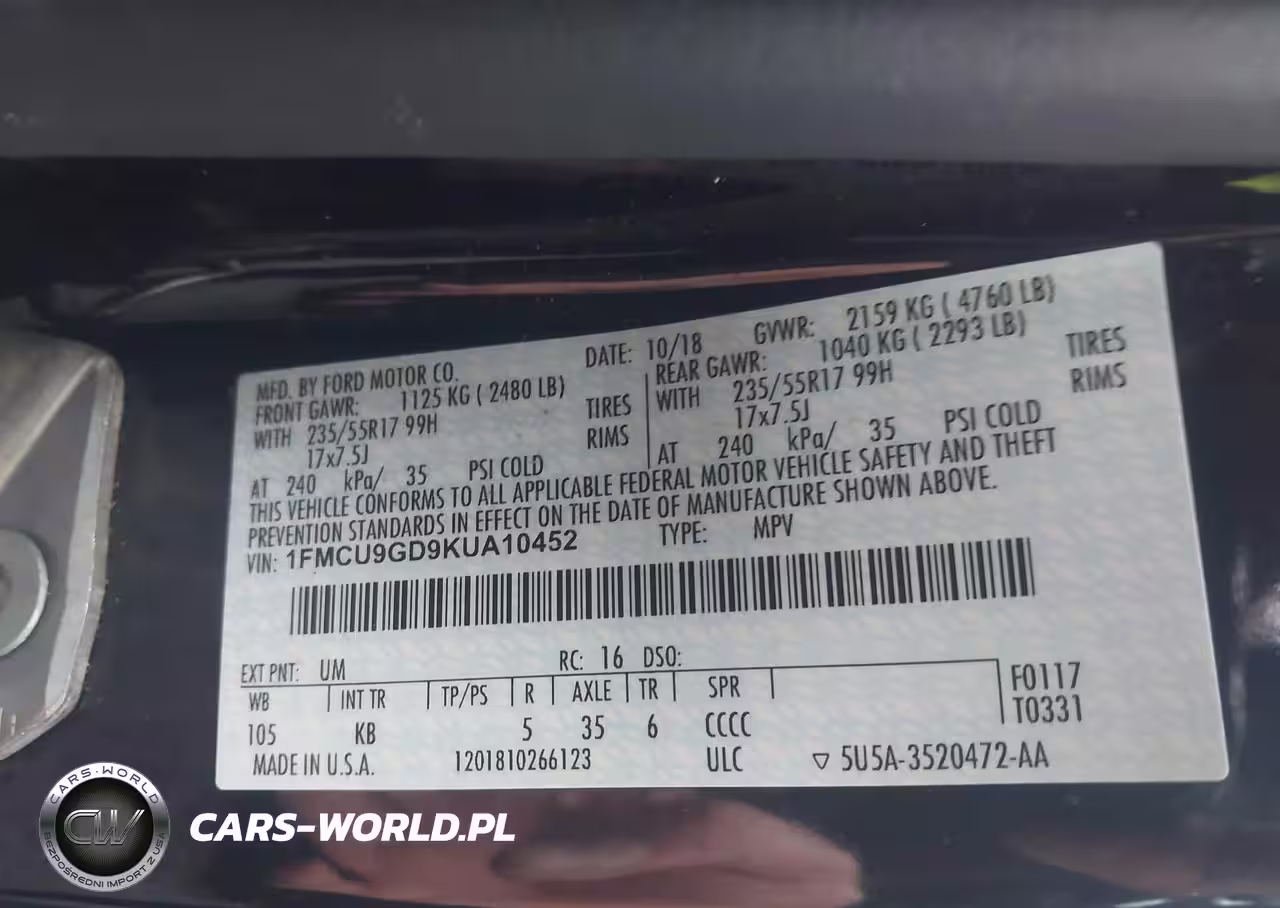 MFD. BY FORD MOTOR CO. DATE: 10/18 GVWR: 2159 KG ( 4760 LB)
FRONT GAWR: 1125 KG ( 2480 LB) REAR GAWR: 1040 KG ( 2293 LB)
WITH 235/55R17 99H TIRES WITH 235/55R17 99H TIRES
17x7.5J RIMS 17x7.5J RIMS
AT 240 kPa/ 35 PSI COLD AT 240 kPa/ 35 PSI COLD
THIS VEHICLE CONFORMS TO ALL APPLICABLE FEDERAL MOTOR VEHICLE SAFETY AND THEFT
PREVENTION STANDARDS IN EFFECT ON THE DATE OF MANUFACTURE SHOWN ABOVE.
VIN: 1FMCU9GD9KUA10452 TYPE: MPV
EXT PNT: UM RC: 16 DSO:
WB INT TR TP/PS R AXLE TR SPR F0117
105 KB 5 35 6 CCCC T0331
MADE IN U.S.A. 1201810266123 ULC ▽ 5U5A-3520472-AA
CARS-WORLD
CW
BEZPOŚREDNI IMPORT Z USA
CARS-WORLD.PL